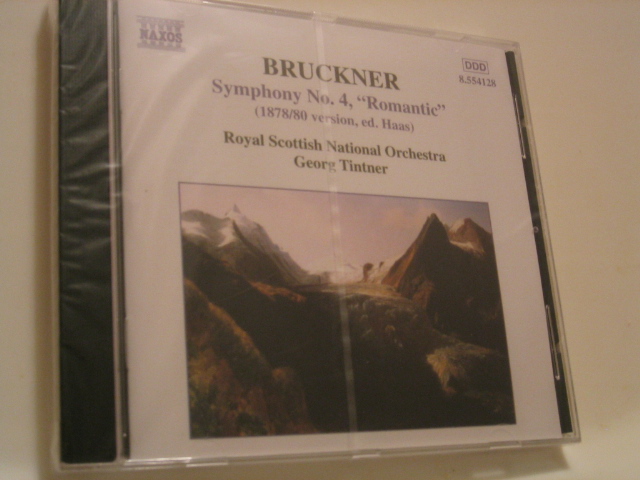 NAXOS
DDD
8.554128
BRUCKNER
Symphony No. 4, “Romantic”
(1878/80 version, ed. Haas)
Royal Scottish National Orchestra
Georg Tintner